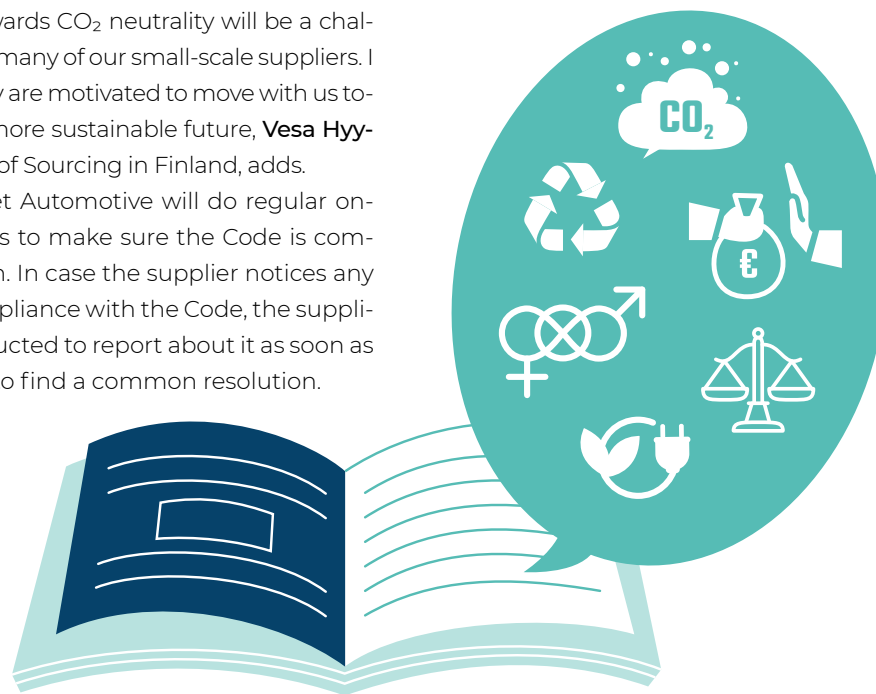 wards CO₂ neutrality will be a chal-
many of our small-scale suppliers. I
y are motivated to move with us to-
more sustainable future, Vesa Hyy-
of Sourcing in Finland, adds.
et Automotive will do regular on-
s to make sure the Code is com-
n. In case the supplier notices any
pliance with the Code, the suppli-
ucted to report about it as soon as
o find a common resolution.
CO₂
€